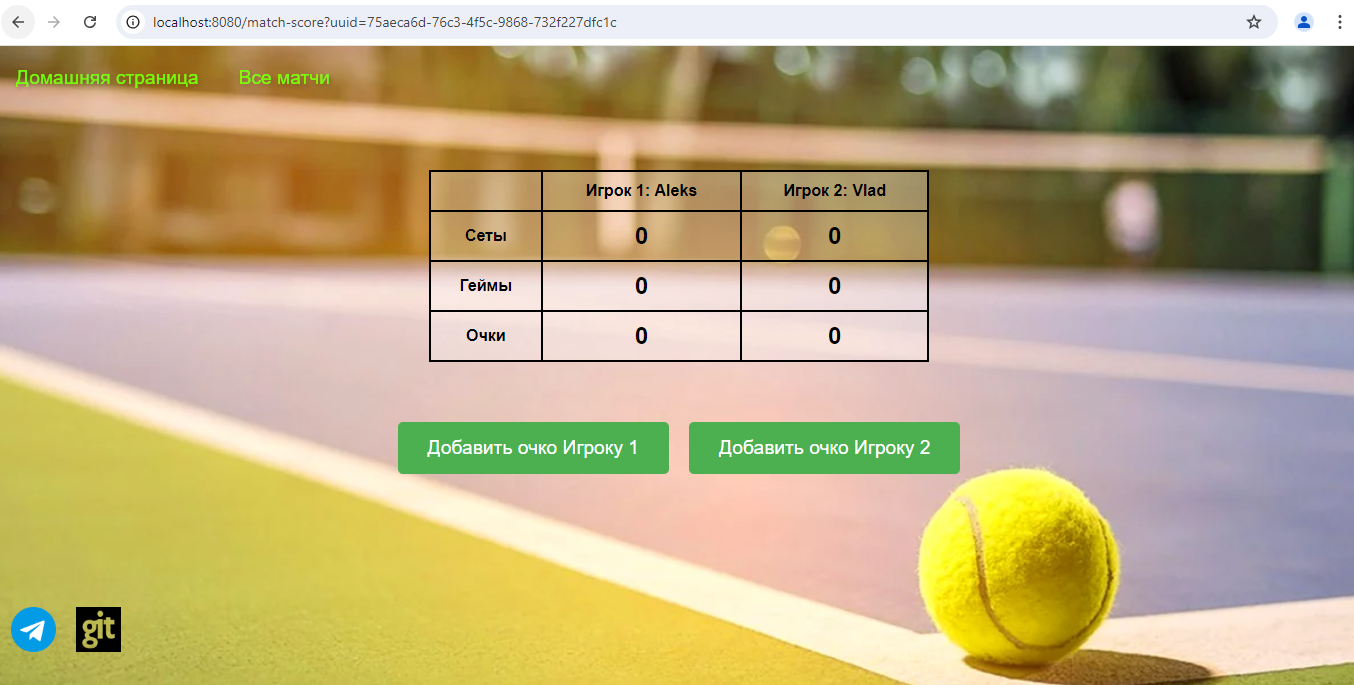 localhost:8080/match-score?uuid=75aeca6d-76c3-4f5c-9868-732f227dfc1c
Домашняя страница Все матчи
Игрок 1: Aleks Игрок 2: Vlad
Сеты 0 0
Геймы 0 0
Очки 0 0
Добавить очко Игроку 1 Добавить очко Игроку 2
git